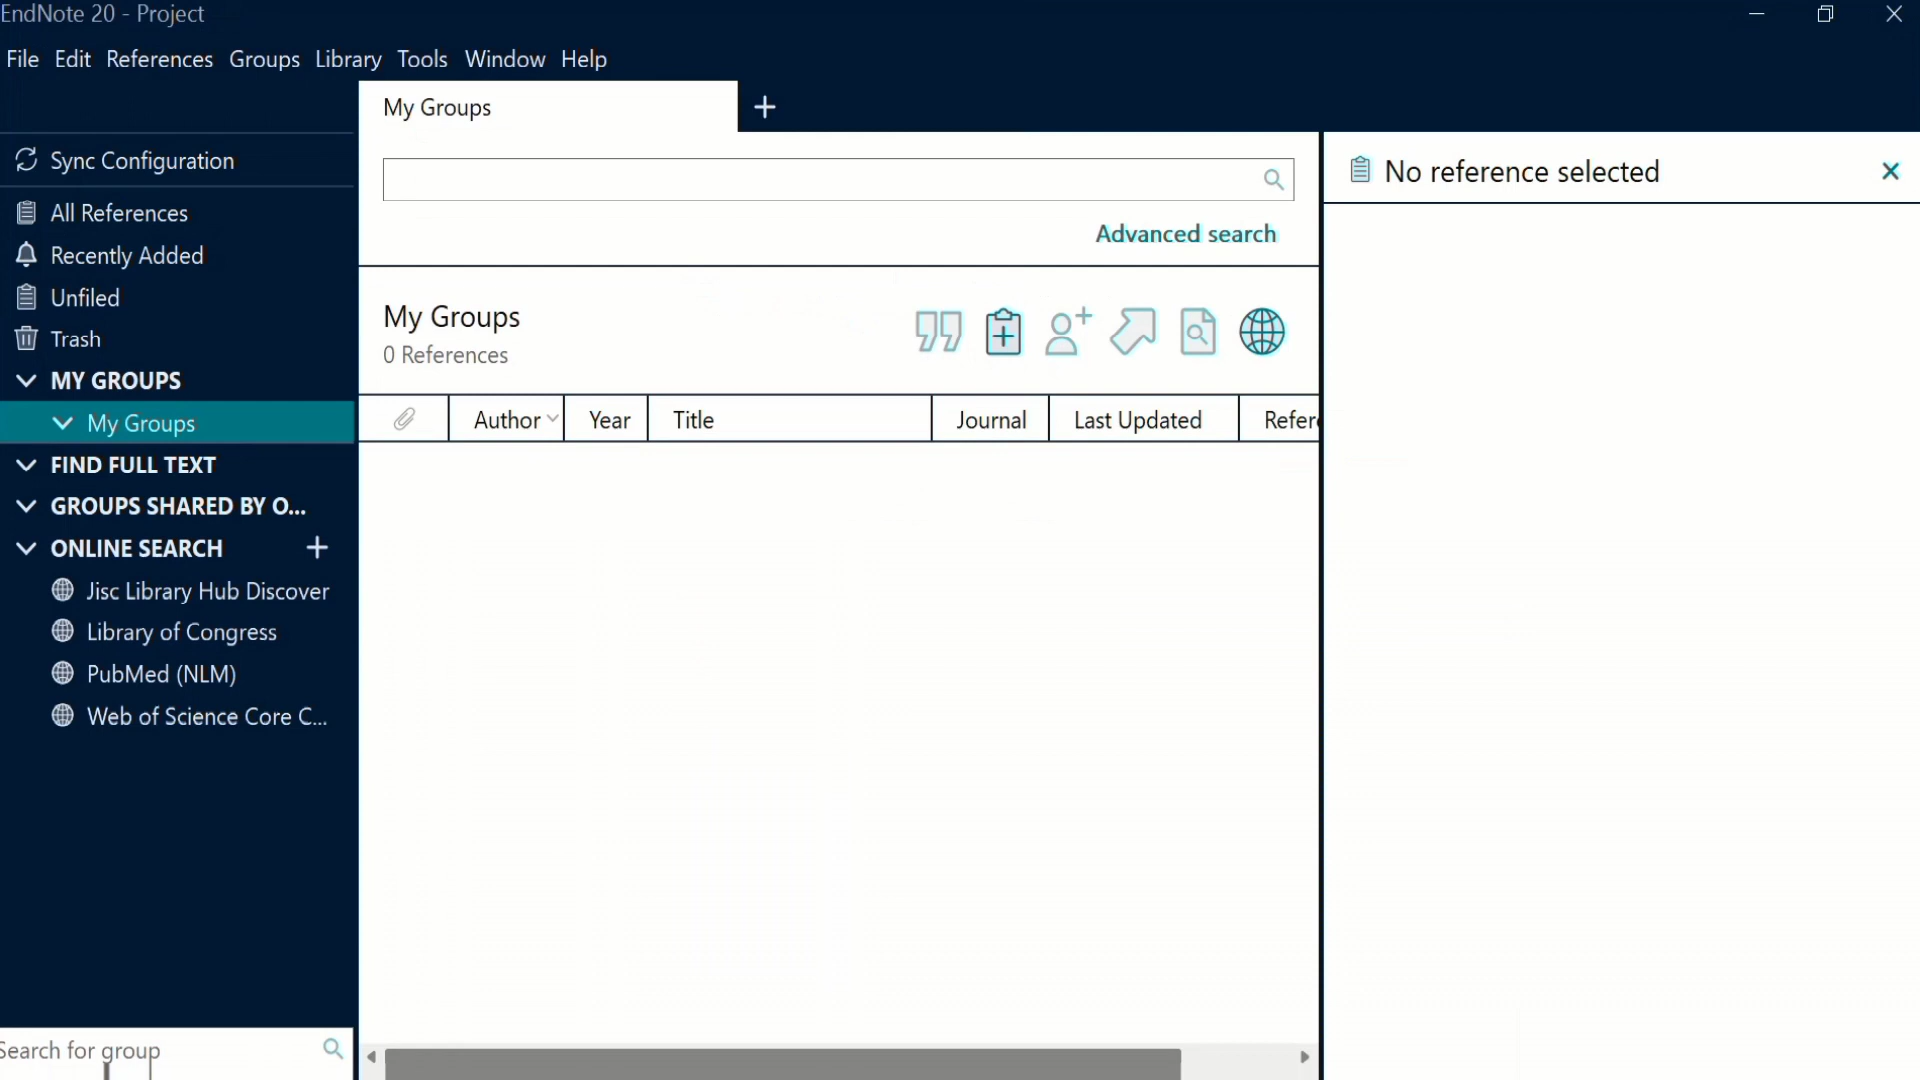 EndNote 20 - Project
File Edit References Groups Library Tools Window Help
My Groups
Sync Configuration
All References
Recently Added
Unfiled
Trash
MY GROUPS
My Groups
FIND FULL TEXT
GROUPS SHARED BY O...
ONLINE SEARCH +
Jisc Library Hub Discover
Library of Congress
PubMed (NLM)
Web of Science Core C...
Search for group
Advanced search
My Groups
0 References
Author Year Title Journal Last Updated Refere
No reference selected